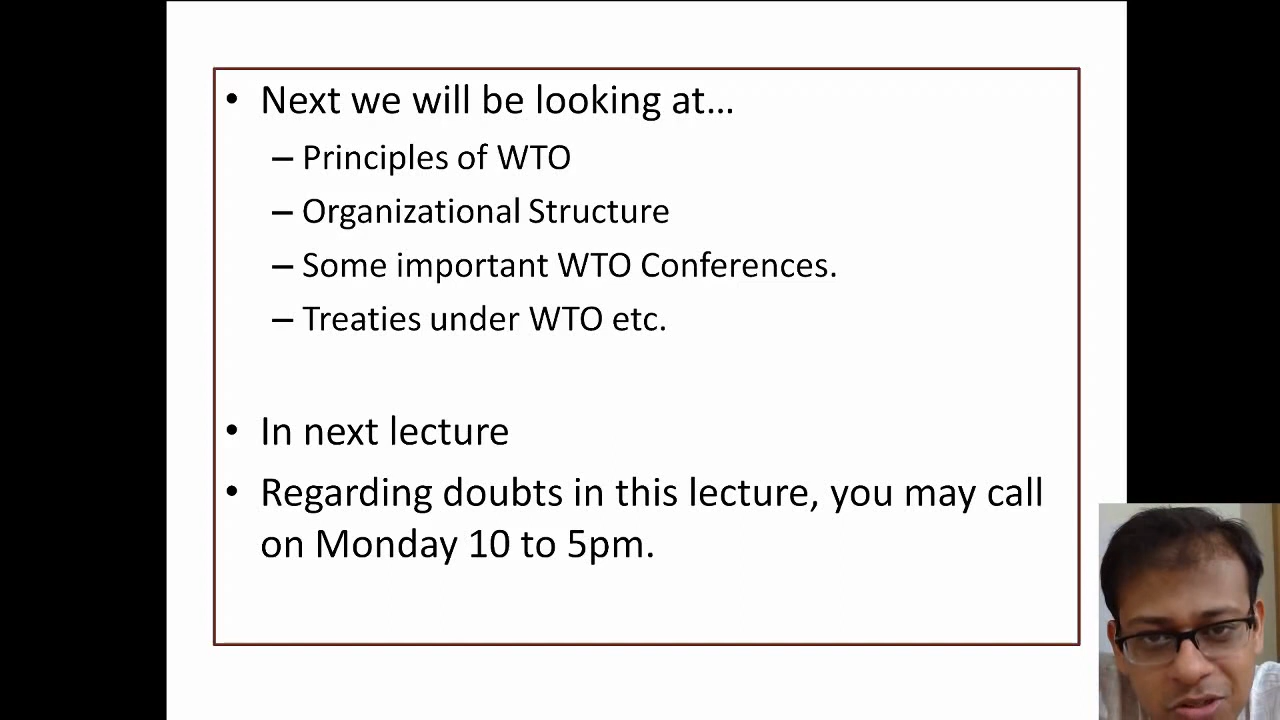 • Next we will be looking at...
– Principles of WTO
– Organizational Structure
– Some important WTO Conferences.
– Treaties under WTO etc.
• In next lecture
• Regarding doubts in this lecture, you may call
on Monday 10 to 5pm.